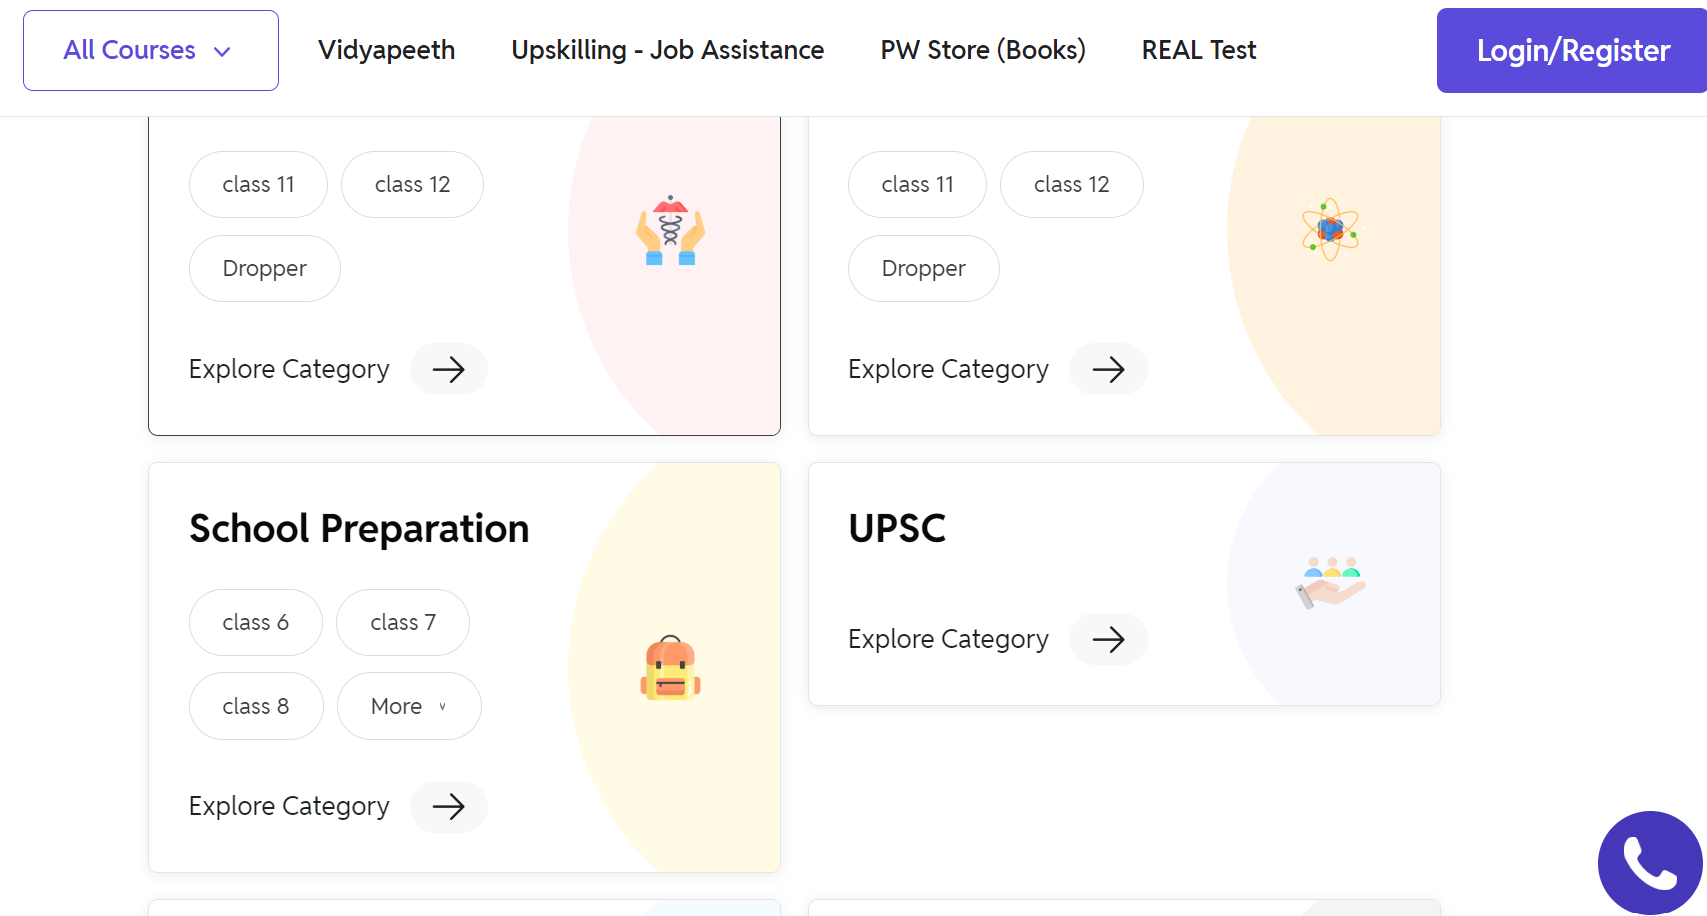 All Courses
Vidyapeeth
Upskilling - Job Assistance
PW Store (Books)
REAL Test
Login/Register
class 11
class 12
Dropper
Explore Category
class 11
class 12
Dropper
Explore Category
School Preparation
class 6
class 7
class 8
More
Explore Category
UPSC
Explore Category